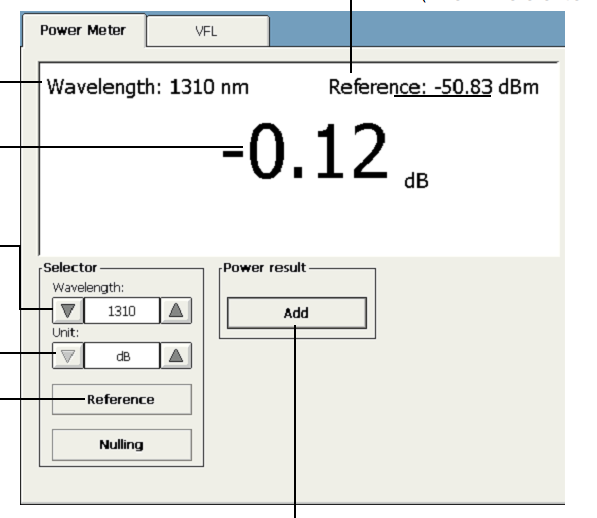 Power Meter VFL
Wavelength: 1310 nm Reference: -50.83 dBm
-0.12 dB
Selector
Wavelength:
1310
Unit:
dB
Reference
Nulling
Power result
Add